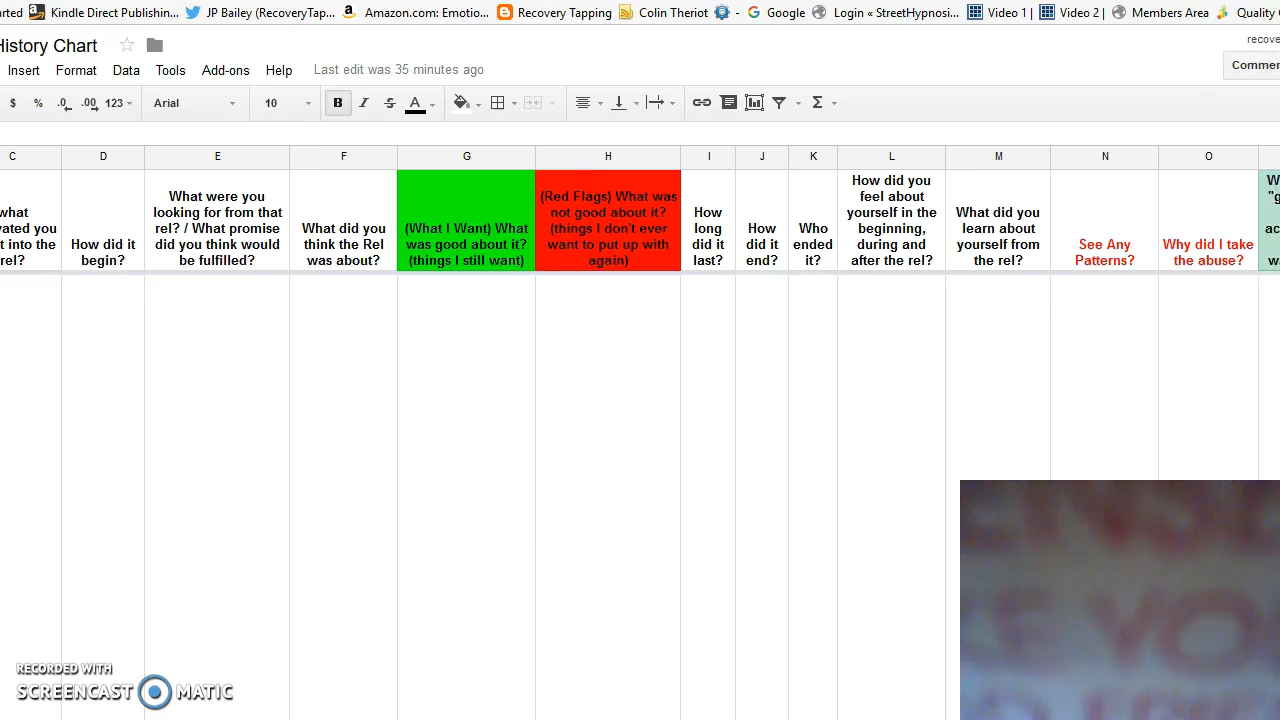 arted Kindle Direct Publishin... JP Bailey (RecoveryTap... Amazon.com: Emot... Recovery Tapping Colin Theriot Google Login « StreetHypnosi... Video 1 | Video 2 | Members Area Quality
History Chart
recove
Insert Format Data Tools Add-ons Help Last edit was 35 minutes ago
Commen
$ % .0 .00 123 Arial 10 B I S A Σ
C D E F G H I J K L M N O
what
vated you
t into the
rel?
How did it
begin?
What were you
looking for from that
rel? / What promise
did you think would
be fulfilled?
What did you
think the Rel
was about?
(What I Want) What
was good about it?
(things I still want)
(Red Flags) What was
not good about it?
(things I don't ever
want to put up with
again)
How
long
did it
last?
How
did it
end?
Who
ended
it?
How did you
feel about
yourself in the
beginning,
during and
after the rel?
What did you
learn about
yourself from
the rel?
See Any
Patterns?
Why did I take
the abuse?
W
"g
ac
wa
YO
RECORDED WITH
SCREENCAST MATIC